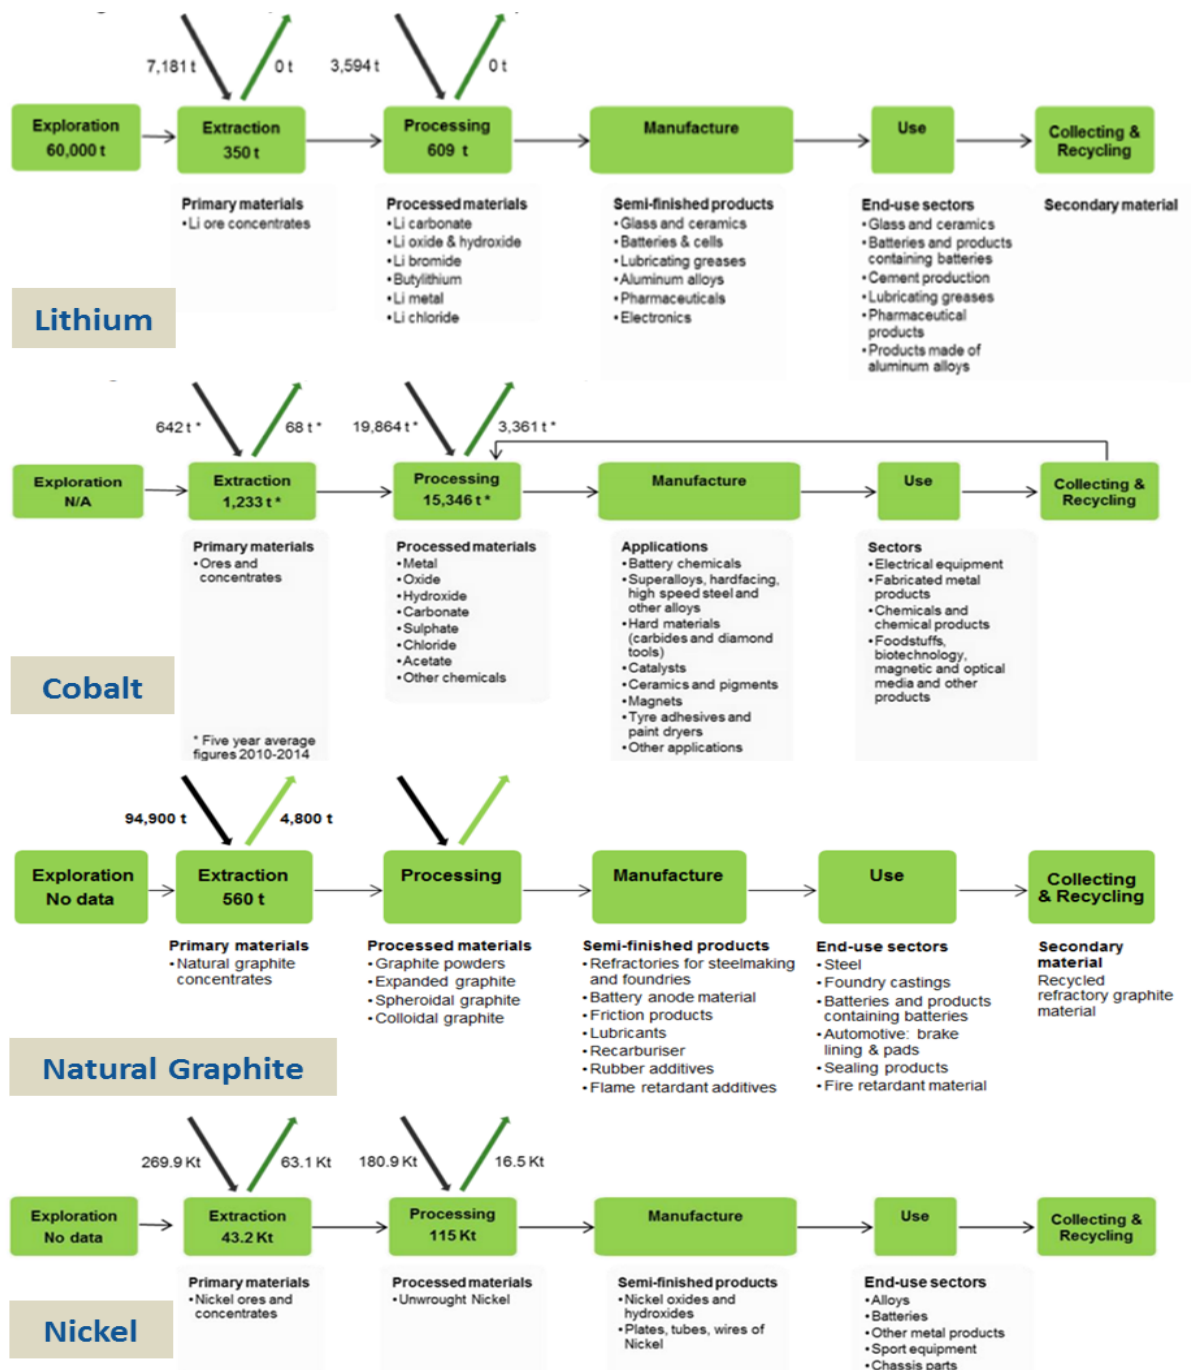 7,181 t
0 t
3,594 t
0 t
Exploration
60,000 t
Extraction
350 t
Processing
609 t
Manufacture
Use
Collecting &
Recycling
Primary materials
• Li ore concentrates
Processed materials
• Li carbonate
• Li oxide & hydroxide
• Li bromide
• Butylithium
• Li metal
• Li chloride
Semi-finished products
• Glass and ceramics
• Batteries & cells
• Lubricating greases
• Aluminum alloys
• Pharmaceuticals
• Electronics
End-use sectors
• Glass and ceramics
• Batteries and products
containing batteries
• Cement production
• Lubricating greases
• Pharmaceutical
products
• Products made of
aluminum alloys
Secondary material
Lithium
642 t *
68 t *
19,864 t *
3,361 t *
Exploration
N/A
Extraction
1,233 t *
Processing
15,346 t *
Manufacture
Use
Collecting &
Recycling
Primary materials
• Ores and
concentrates
* Five year average
figures 2010-2014
Processed materials
• Metal
• Oxide
• Hydroxide
• Carbonate
• Sulphate
• Chloride
• Acetate
• Other chemicals
Applications
• Battery chemicals
• Superalloys, hardfacing,
high speed steel and
other alloys
• Hard materials
(carbides and diamond
tools)
• Catalysts
• Ceramics and pigments
• Magnets
• Tyre adhesives and
paint dryers
• Other applications
Sectors
• Electrical equipment
• Fabricated metal
products
• Chemicals and
chemical products
• Foodstuffs,
biotechnology,
magnetic and optical
media and other
products
Cobalt
94,900 t
4,800 t
Exploration
No data
Extraction
560 t
Processing
Manufacture
Use
Collecting
& Recycling
Primary materials
• Natural graphite
concentrates
Processed materials
• Graphite powders
• Expanded graphite
• Spheroidal graphite
• Colloidal graphite
Semi-finished products
• Refractories for steelmaking
and foundries
• Battery anode material
• Friction products
• Lubricants
• Recarburiser
• Rubber additives
• Flame retardant additives
End-use sectors
• Steel
• Foundry castings
• Batteries and products
containing batteries
• Automotive: brake
lining & pads
• Sealing products
• Fire retardant material
Secondary
material
Recycled
refractory graphite
material
Natural Graphite
269.9 Kt
63.1 Kt
180.9 Kt
16.5 Kt
Exploration
No data
Extraction
43.2 Kt
Processing
115 Kt
Manufacture
Use
Collecting &
Recycling
Primary materials
• Nickel ores and
concentrates
Processed materials
• Unwrought Nickel
Semi-finished products
• Nickel oxides and
hydroxides
• Plates, tubes, wires of
Nickel
End-use sectors
• Alloys
• Batteries
• Other metal products
• Sport equipment
• Chassis parts
Nickel